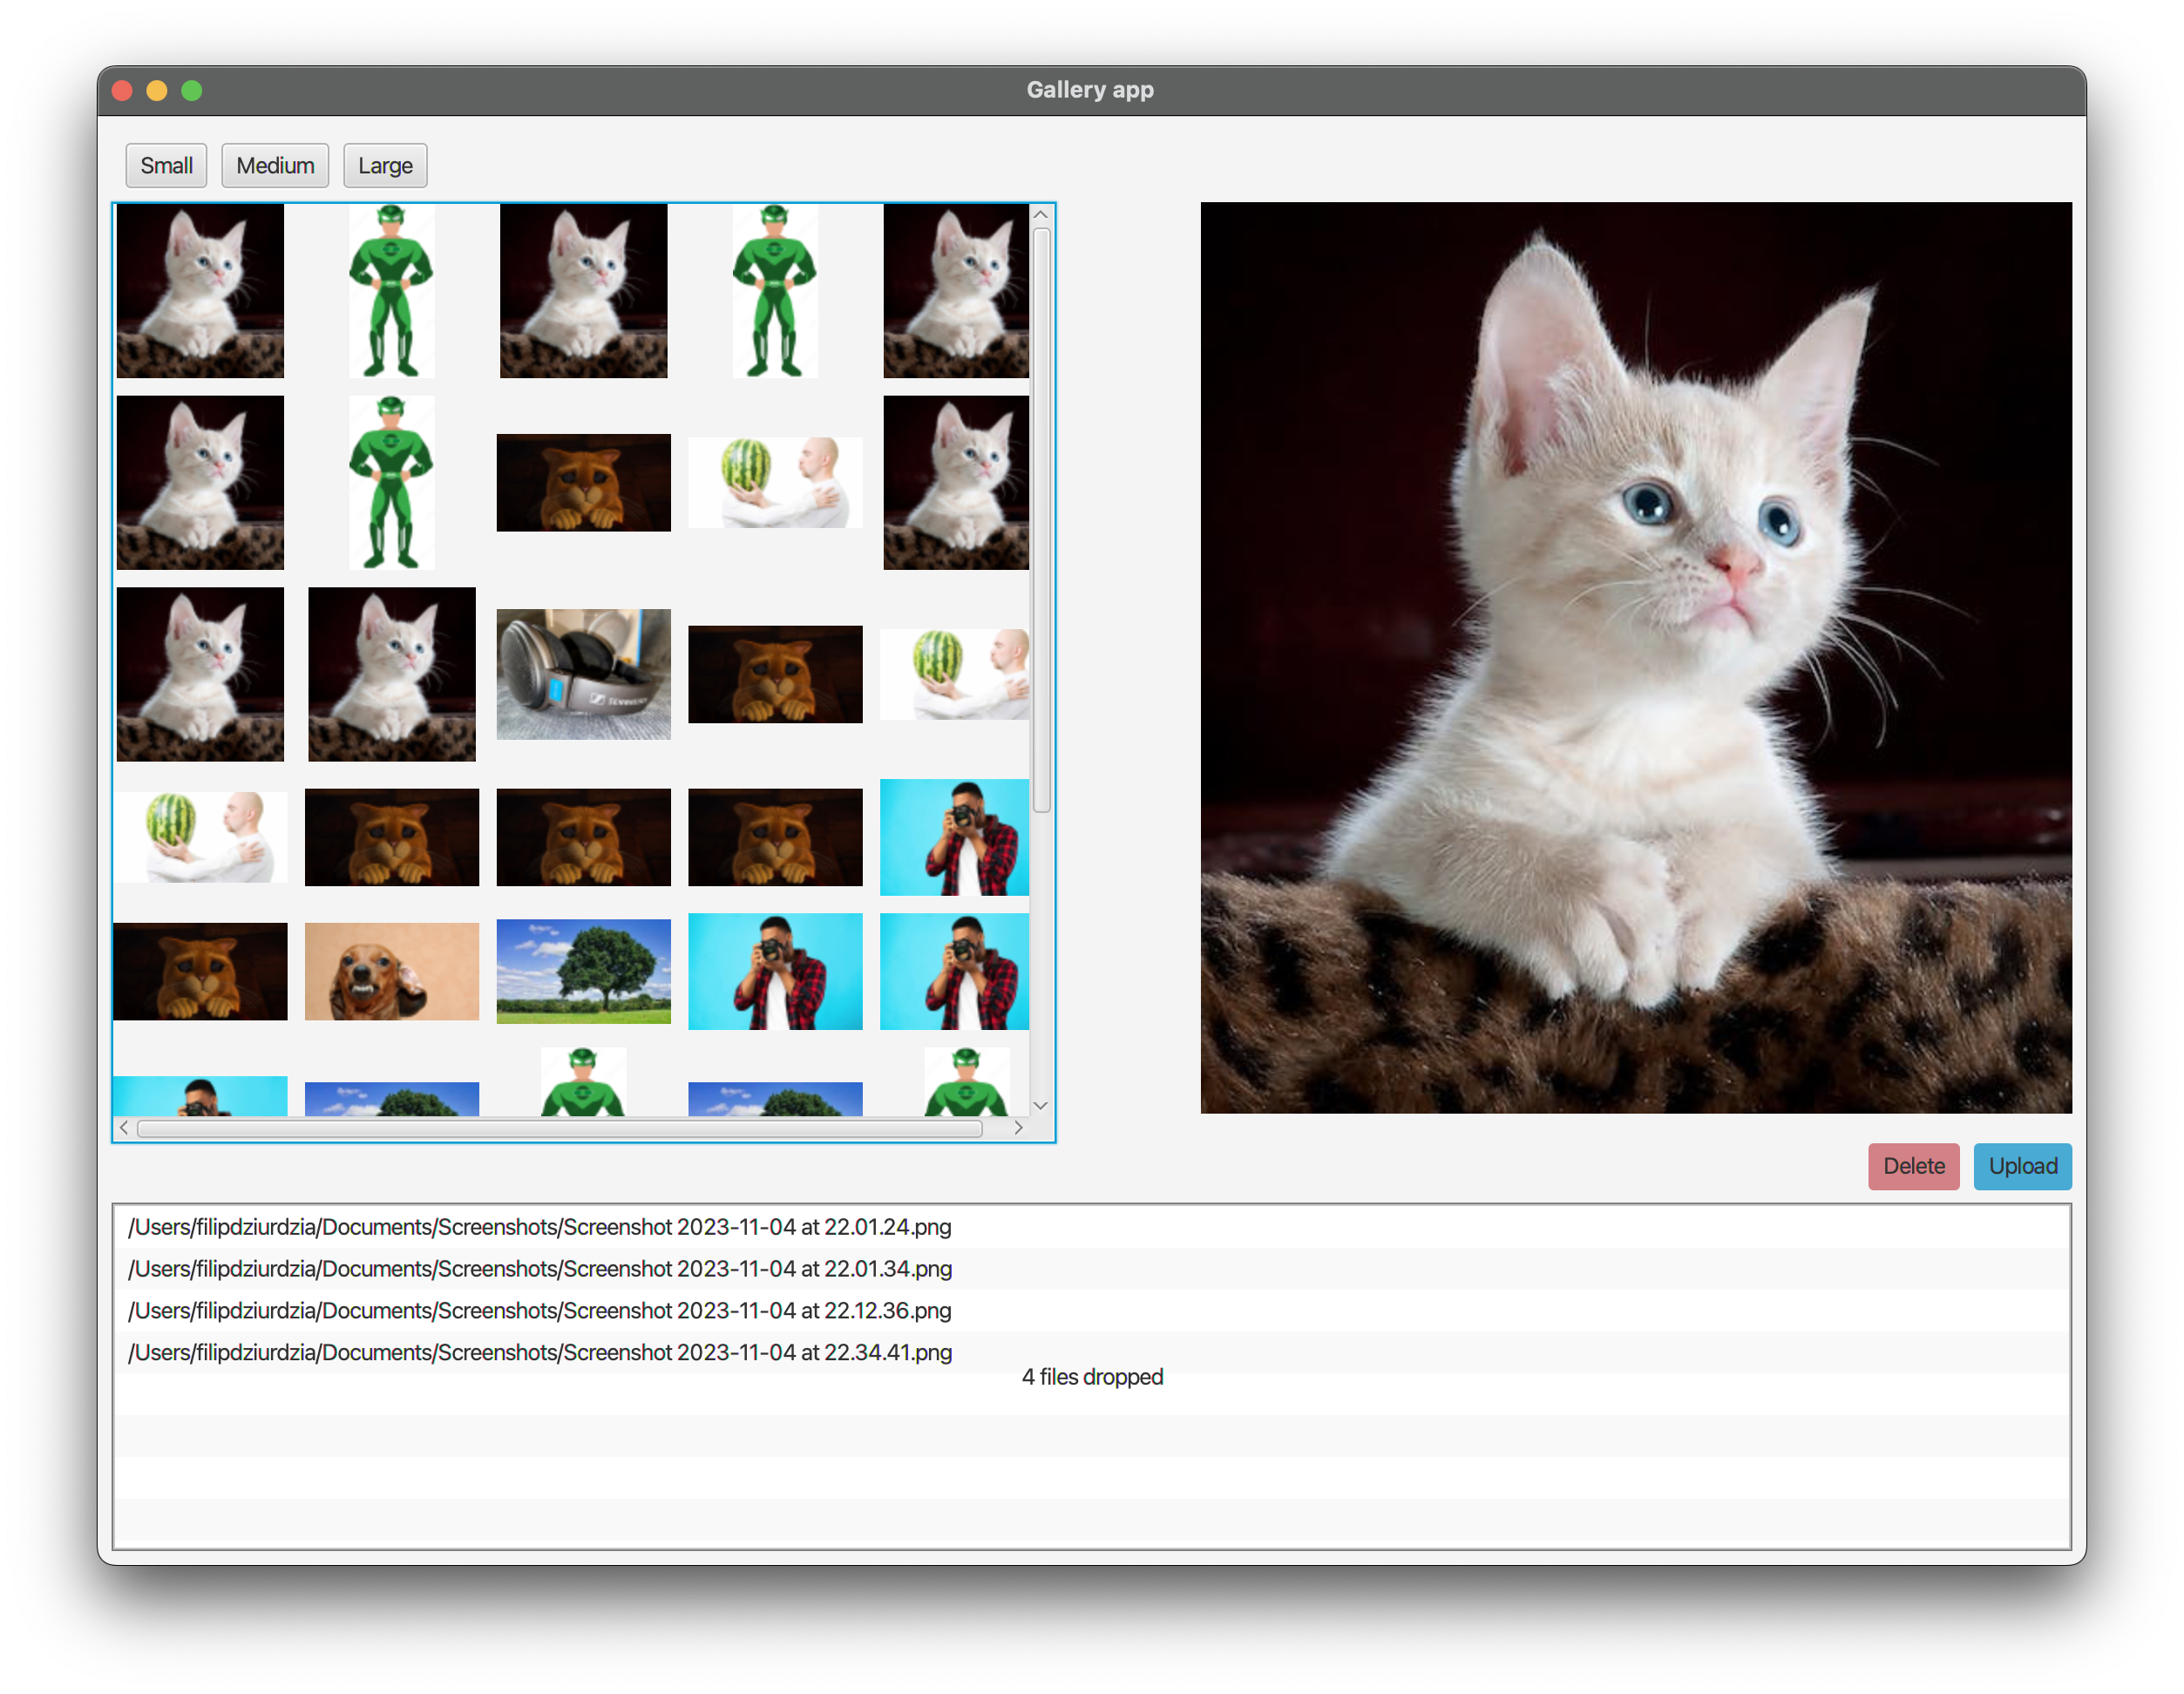 Gallery app
Small Medium Large
SENNHEISER
Delete Upload
/Users/filipdziurdzia/Documents/Screenshots/Screenshot 2023-11-04 at 22.01.24.png
/Users/filipdziurdzia/Documents/Screenshots/Screenshot 2023-11-04 at 22.01.34.png
/Users/filipdziurdzia/Documents/Screenshots/Screenshot 2023-11-04 at 22.12.36.png
/Users/filipdziurdzia/Documents/Screenshots/Screenshot 2023-11-04 at 22.34.41.png
4 files dropped